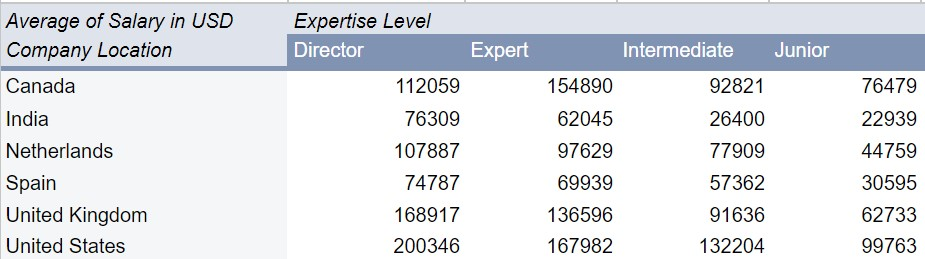 Average of Salary in USD Expertise Level
Company Location Director Expert Intermediate Junior
Canada 112059 154890 92821 76479
India 76309 62045 26400 22939
Netherlands 107887 97629 77909 44759
Spain 74787 69939 57362 30595
United Kingdom 168917 136596 91636 62733
United States 200346 167982 132204 99763